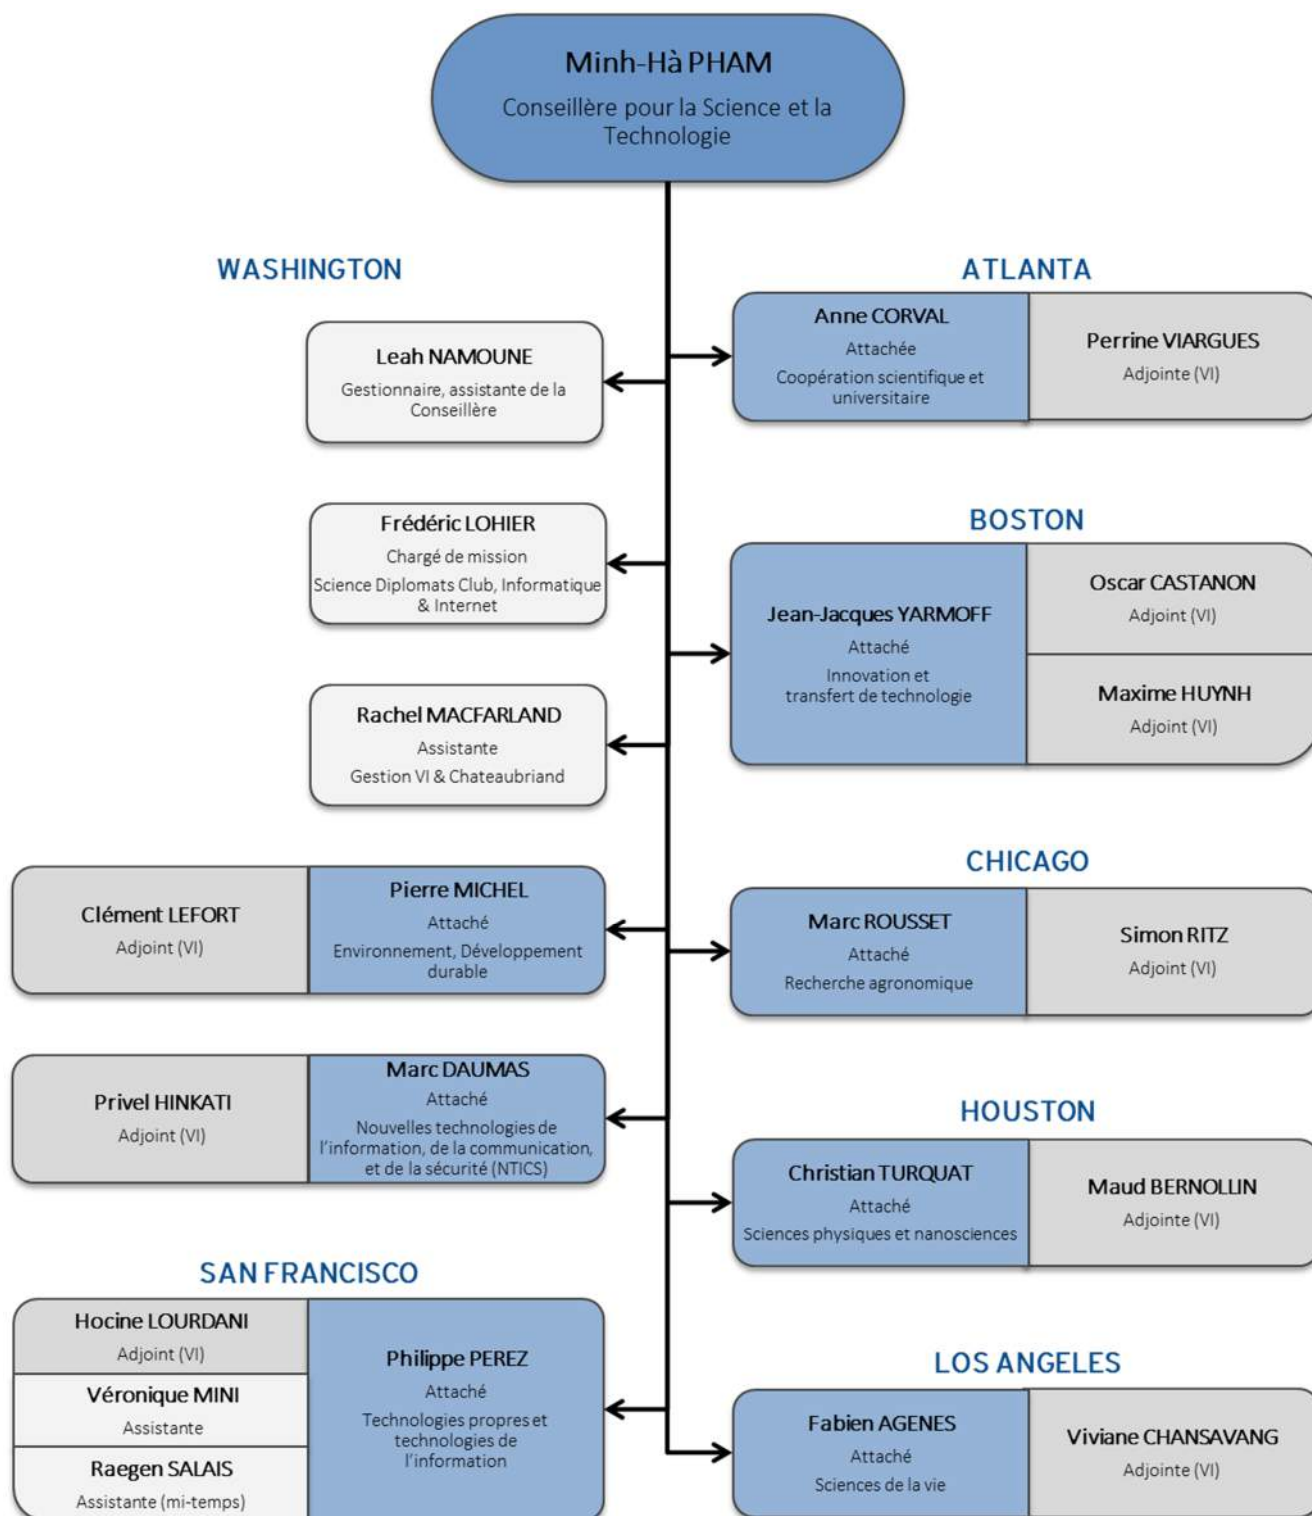 Minh-Hà PHAM
Conseillère pour la Science et la
Technologie
WASHINGTON
Leah NAMOUNE
Gestionnaire, assistante de la
Conseillère
Frédéric LOHIER
Chargé de mission
Science Diplomats Club, Informatique
& Internet
Rachel MACFARLAND
Assistante
Gestion VI & Chateaubriand
Clément LEFORT
Adjoint (VI)
Pierre MICHEL
Attaché
Environnement, Développement
durable
Privel HINKATI
Adjoint (VI)
Marc DAUMAS
Attaché
Nouvelles technologies de
l'information, de la communication,
et de la sécurité (NTICS)
SAN FRANCISCO
Hocine LOURDANI
Adjoint (VI)
Véronique MINI
Assistante
Raegen SALAIS
Assistante (mi-temps)
Philippe PEREZ
Attaché
Technologies propres et
technologies de
l'information
ATLANTA
Anne CORVAL
Attachée
Coopération scientifique et
universitaire
Perrine VIARGUES
Adjointe (VI)
BOSTON
Jean-Jacques YARMOFF
Attaché
Innovation et
transfert de technologie
Oscar CASTANON
Adjoint (VI)
Maxime HUYNH
Adjoint (VI)
CHICAGO
Marc ROUSSET
Attaché
Recherche agronomique
Simon RITZ
Adjoint (VI)
HOUSTON
Christian TURQUAT
Attaché
Sciences physiques et nanosciences
Maud BERNOLLIN
Adjointe (VI)
LOS ANGELES
Fabien AGENES
Attaché
Sciences de la vie
Viviane CHANSAVANG
Adjointe (VI)